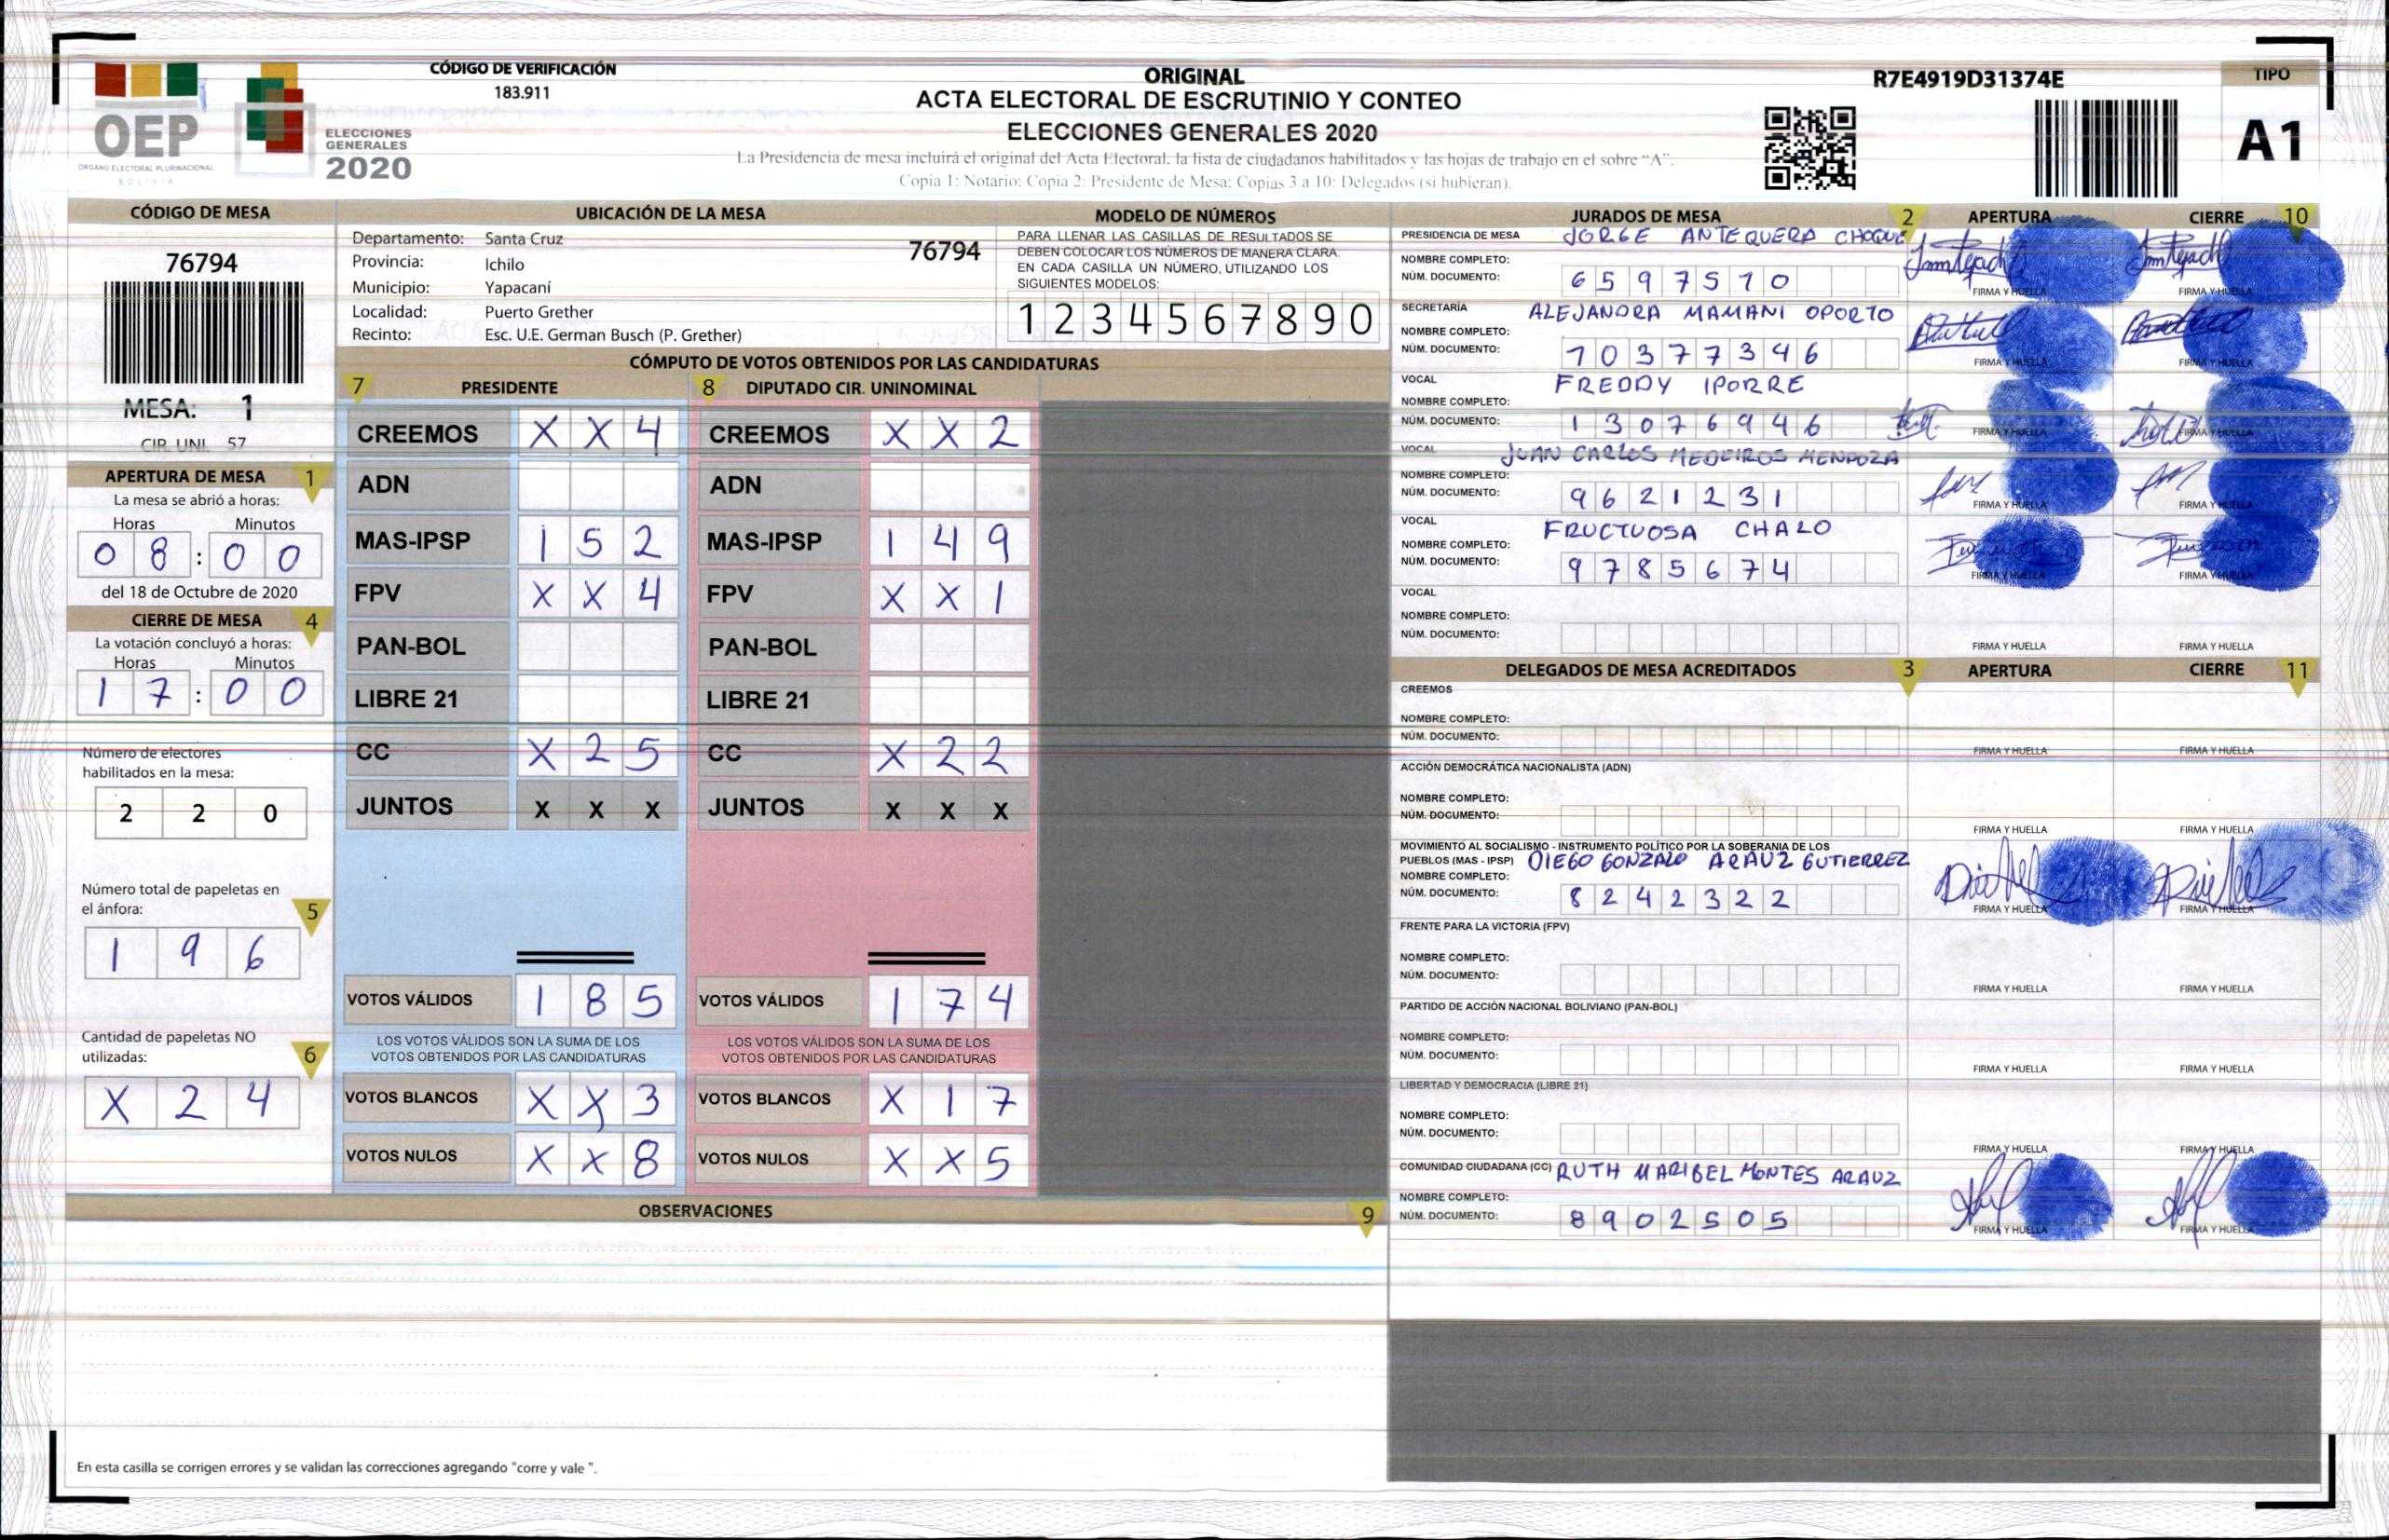 CÓDIGO DE VERIFICACIÓN
183.911
OEP
ÓRGANO ELECTORAL PLURINACIONAL
BOLIVIA
ELECCIONES
GENERALES
2020
ORIGINAL
ACTA ELECTORAL DE ESCRUTINIO Y CONTEO
ELECCIONES GENERALES 2020
La Presidencia de mesa incluirá el original del Acta Electoral, la lista de ciudadanos habilitados y las hojas de trabajo en el sobre “A”.
Copia 1: Notario; Copia 2: Presidente de Mesa; Copias 3 a 10: Delegados (si hubieran).
R7E4919D31374E
TIPO
A1
CÓDIGO DE MESA
76794
MESA: 1
CIR. UNI. 57
APERTURA DE MESA 1
La mesa se abrió a horas:
Horas Minutos
0 8 : 0 0
del 18 de Octubre de 2020
CIERRE DE MESA 4
La votación concluyó a horas:
Horas Minutos
1 7 : 0 0
Número de electores
habilitados en la mesa:
2 2 0
Número total de papeletas en
el ánfora: 5
1 9 6
Cantidad de papeletas NO
utilizadas: 6
X 2 4
UBICACIÓN DE LA MESA
Departamento: Santa Cruz
76794
Provincia: Ichilo
Municipio: Yapacaní
Localidad: Puerto Grether
Recinto: Esc. U.E. German Busch (P. Grether)
MODELO DE NÚMEROS
PARA LLENAR LAS CASILLAS DE RESULTADOS SE
DEBEN COLOCAR LOS NÚMEROS DE MANERA CLARA.
EN CADA CASILLA UN NÚMERO, UTILIZANDO LOS
SIGUIENTES MODELOS:
1 2 3 4 5 6 7 8 9 0
CÓMPUTO DE VOTOS OBTENIDOS POR LAS CANDIDATURAS
7 PRESIDENTE 8 DIPUTADO CIR. UNINOMINAL
CREEMOS X X 4 CREEMOS X X 2
ADN ADN
MAS-IPSP 1 5 2 MAS-IPSP 1 4 9
FPV X X 4 FPV X X 1
PAN-BOL PAN-BOL
LIBRE 21 LIBRE 21
CC X 2 5 CC X 2 2
JUNTOS X X X JUNTOS X X X
VOTOS VÁLIDOS 1 8 5 VOTOS VÁLIDOS 1 7 4
LOS VOTOS VÁLIDOS SON LA SUMA DE LOS LOS VOTOS VÁLIDOS SON LA SUMA DE LOS
VOTOS OBTENIDOS POR LAS CANDIDATURAS VOTOS OBTENIDOS POR LAS CANDIDATURAS
VOTOS BLANCOS X X 3 VOTOS BLANCOS X 1 7
VOTOS NULOS X X 8 VOTOS NULOS X X 5
OBSERVACIONES 9
En esta casilla se corrigen errores y se validan las correcciones agregando "corre y vale ".
JURADOS DE MESA 2 APERTURA CIERRE 10
PRESIDENCIA DE MESA JORGE ANTEQUERA CHOQUE
NOMBRE COMPLETO:
NÚM. DOCUMENTO: 6 5 9 7 5 1 0
FIRMA Y HUELLA FIRMA Y HUELLA
SECRETARÍA ALEJANDRA MAMANI OPORTO
NOMBRE COMPLETO:
NÚM. DOCUMENTO: 1 0 3 7 7 3 4 6
FIRMA Y HUELLA FIRMA Y HUELLA
VOCAL FREDDY IPORRE
NOMBRE COMPLETO:
NÚM. DOCUMENTO: 1 3 0 7 6 9 4 6
FIRMA Y HUELLA FIRMA Y HUELLA
VOCAL JUAN CARLOS MEDEIROS MENDOZA
NOMBRE COMPLETO:
NÚM. DOCUMENTO: 9 6 2 1 2 3 1
FIRMA Y HUELLA FIRMA Y HUELLA
VOCAL FRUCTUOSA CHALO
NOMBRE COMPLETO:
NÚM. DOCUMENTO: 9 7 8 5 6 7 4
FIRMA Y HUELLA FIRMA Y HUELLA
VOCAL
NOMBRE COMPLETO:
NÚM. DOCUMENTO:
FIRMA Y HUELLA FIRMA Y HUELLA
DELEGADOS DE MESA ACREDITADOS 3 APERTURA CIERRE 11
CREEMOS
NOMBRE COMPLETO:
NÚM. DOCUMENTO:
FIRMA Y HUELLA FIRMA Y HUELLA
ACCIÓN DEMOCRÁTICA NACIONALISTA (ADN)
NOMBRE COMPLETO:
NÚM. DOCUMENTO:
FIRMA Y HUELLA FIRMA Y HUELLA
MOVIMIENTO AL SOCIALISMO - INSTRUMENTO POLÍTICO POR LA SOBERANIA DE LOS
PUEBLOS (MAS - IPSP) DIEGO GONZALO ARAUZ GUTIERREZ
NOMBRE COMPLETO:
NÚM. DOCUMENTO: 8 2 4 2 3 2 2
FIRMA Y HUELLA FIRMA Y HUELLA
FRENTE PARA LA VICTORIA (FPV)
NOMBRE COMPLETO:
NÚM. DOCUMENTO:
FIRMA Y HUELLA FIRMA Y HUELLA
PARTIDO DE ACCIÓN NACIONAL BOLIVIANO (PAN-BOL)
NOMBRE COMPLETO:
NÚM. DOCUMENTO:
FIRMA Y HUELLA FIRMA Y HUELLA
LIBERTAD Y DEMOCRACIA (LIBRE 21)
NOMBRE COMPLETO:
NÚM. DOCUMENTO:
FIRMA Y HUELLA FIRMA Y HUELLA
COMUNIDAD CIUDADANA (CC) RUTH MARIBEL MONTES ARAUZ
NOMBRE COMPLETO:
NÚM. DOCUMENTO: 8 9 0 2 5 0 5
FIRMA Y HUELLA FIRMA Y HUELLA